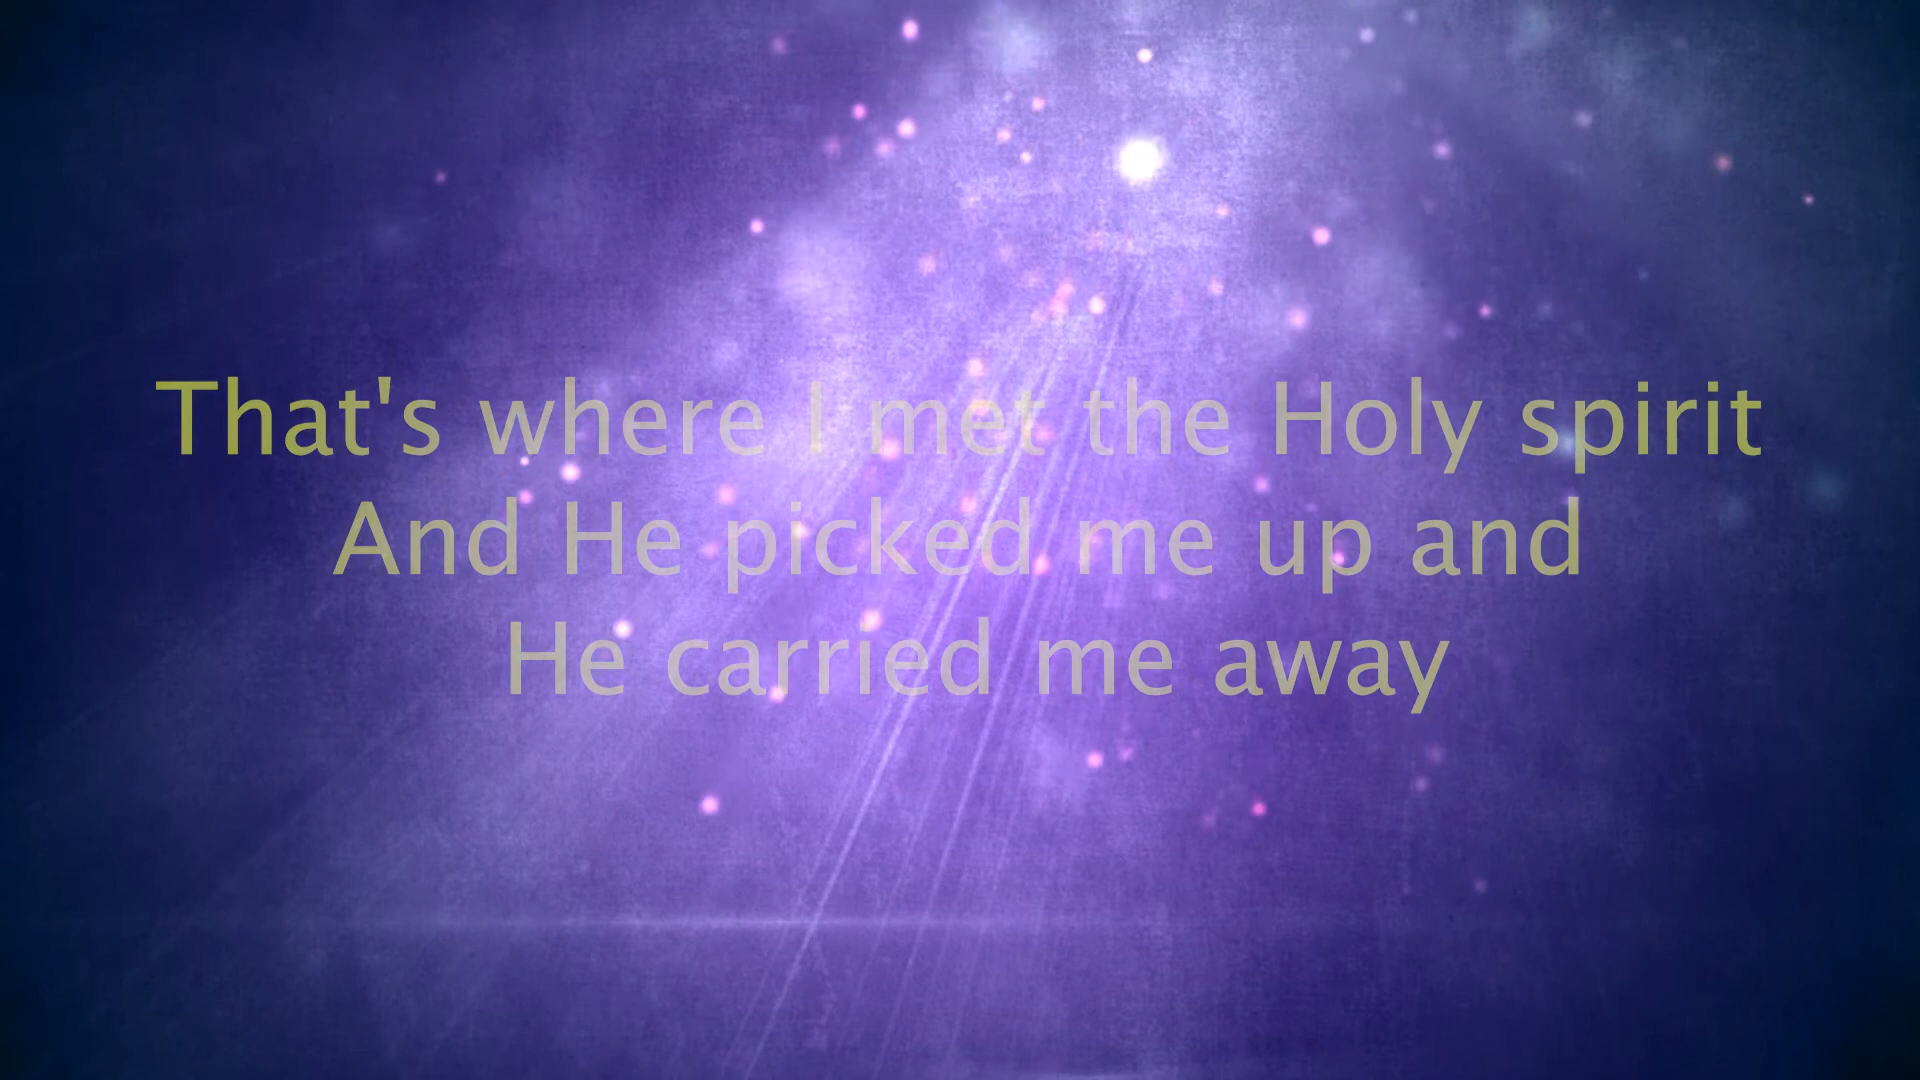 That's where I met the Holy spirit
And He picked me up and
He carried me away